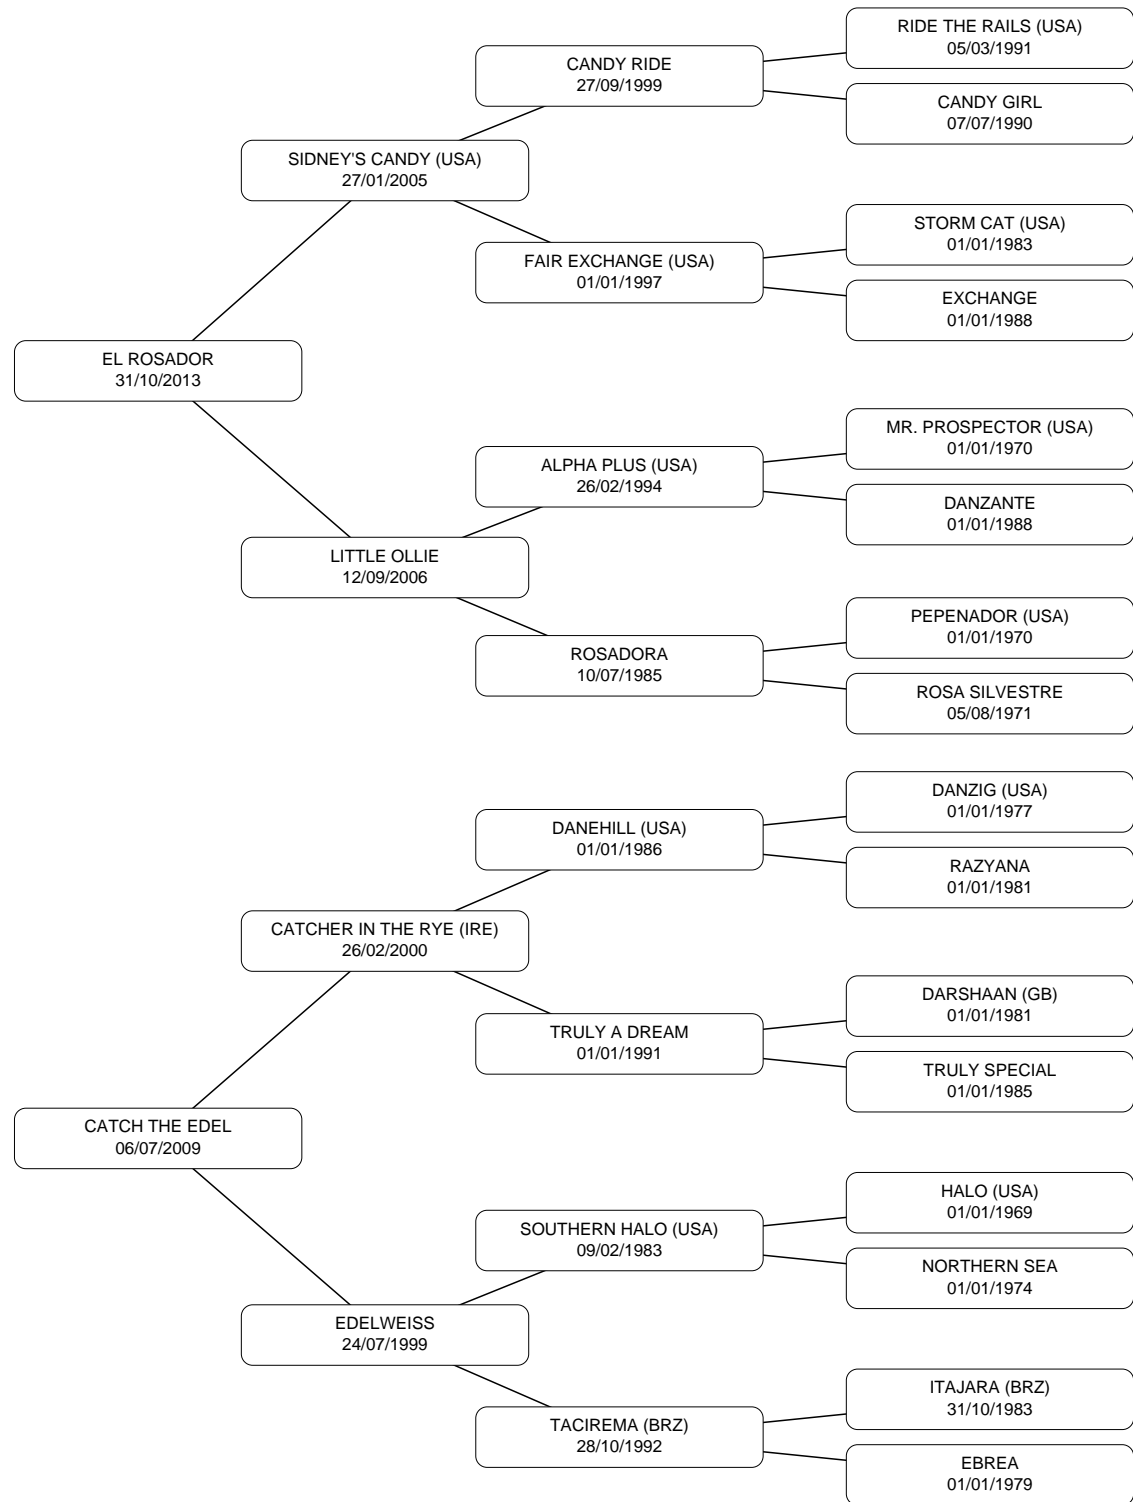 RIDE THE RAILS (USA)
05/03/1991
CANDY RIDE
27/09/1999
CANDY GIRL
07/07/1990
SIDNEY'S CANDY (USA)
27/01/2005
STORM CAT (USA)
01/01/1983
FAIR EXCHANGE (USA)
01/01/1997
EXCHANGE
01/01/1988
EL ROSADOR
31/10/2013
MR. PROSPECTOR (USA)
01/01/1970
ALPHA PLUS (USA)
26/02/1994
DANZANTE
01/01/1988
LITTLE OLLIE
12/09/2006
PEPENADOR (USA)
01/01/1970
ROSADORA
10/07/1985
ROSA SILVESTRE
05/08/1971
DANZIG (USA)
01/01/1977
DANEHILL (USA)
01/01/1986
RAZYANA
01/01/1981
CATCHER IN THE RYE (IRE)
26/02/2000
DARSHAAN (GB)
01/01/1981
TRULY A DREAM
01/01/1991
TRULY SPECIAL
01/01/1985
CATCH THE EDEL
06/07/2009
HALO (USA)
01/01/1969
SOUTHERN HALO (USA)
09/02/1983
NORTHERN SEA
01/01/1974
EDELWEISS
24/07/1999
ITAJARA (BRZ)
31/10/1983
TACIREMA (BRZ)
28/10/1992
EBREA
01/01/1979